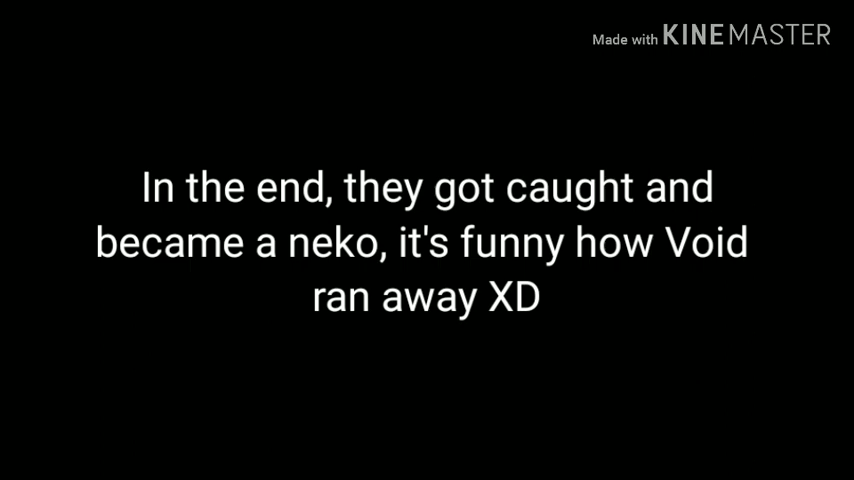 Made with KINEMASTER
In the end, they got caught and
became a neko, it's funny how Void
ran away XD